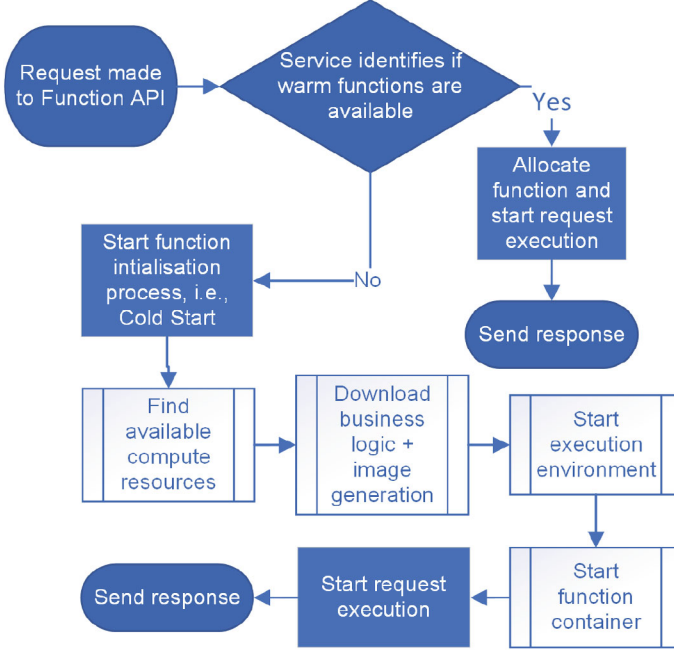 Request made
to Function API
Service identifies if
warm functions are
available
Yes
Allocate
function and
start request
execution
Send response
No
Start function
intialisation
process, i.e.,
Cold Start
Find
available
compute
resources
Download
business
logic +
image
generation
Start
execution
environment
Start
function
container
Start request
execution
Send response